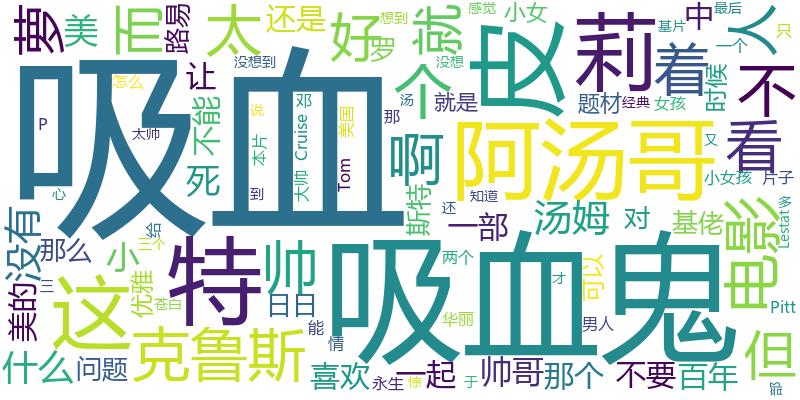 萝
美
路易
而
太
还是
罗
好
就
想到
感觉
小女
基片
中
最后
人
一个
只
没想到
没想
让
怎么
个
皮
莉
着
不
吸血
P
太帅
不能
死
说
本片
到
大帅
邓
Cruise
美国
Tom
那
汤
就是
啊
题材
经典
女孩
时候
阿汤哥
看
又
小女孩
片子
心
没有
给
那么
三个
三
小
斯特
还
知道
汤姆
一部
对
基佬
电影
Lestat
美的
这
优雅
苍白
特
帅
日日
能
情
吸血鬼
两个
才
可以
华丽
男人
Pitt
但
什么
问题
克鲁斯
喜欢
永生
惊
一起
于
帅哥
那个
不要
百年